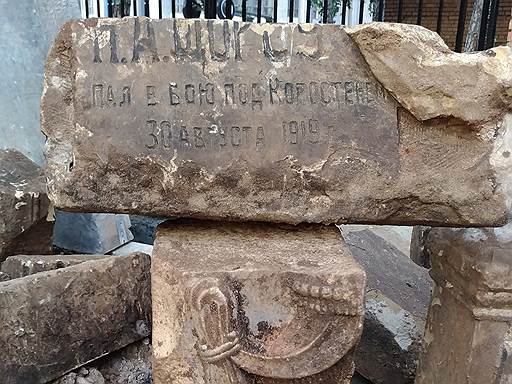 Н.А. ЩОРС
ПАЛ В БОЮ ПОД КОРОСТЕНЕМ
30 АВГУСТА 1919 г.